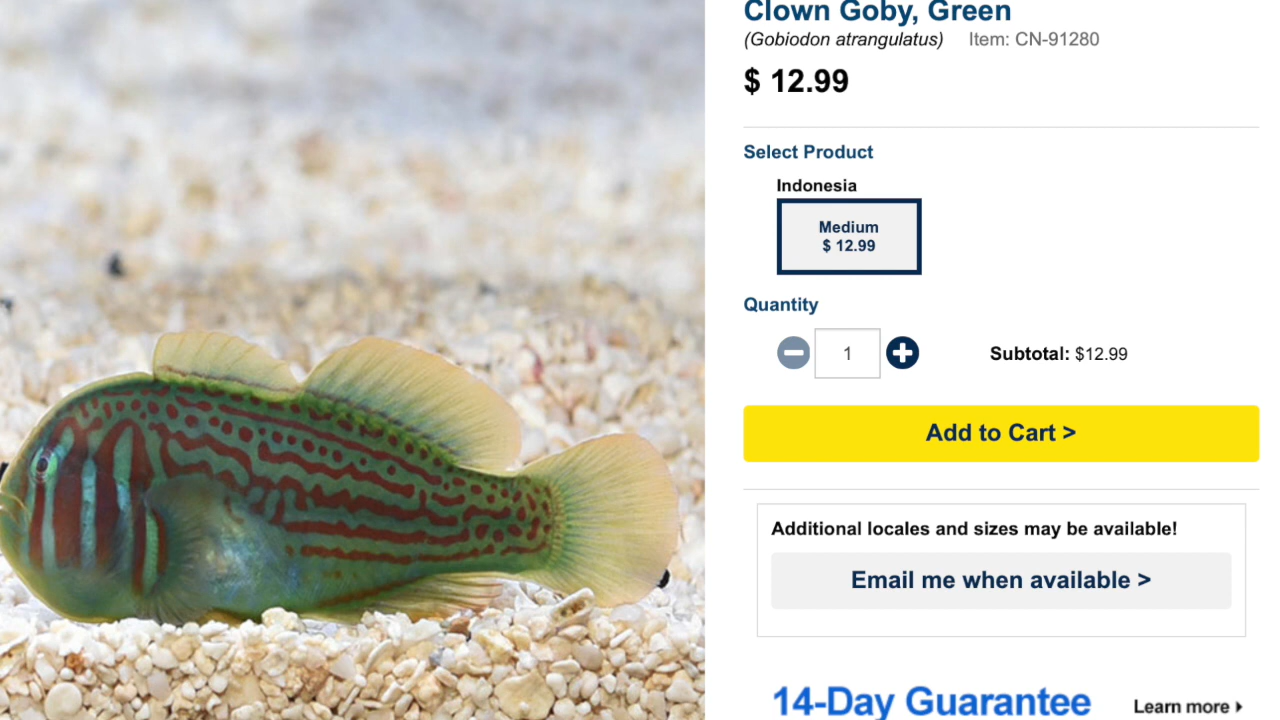 Clown Goby, Green
(Gobiodon atrangulatus) Item: CN-91280
$ 12.99
Select Product
Indonesia
Medium
$ 12.99
Quantity
1
Subtotal: $12.99
Add to Cart >
Additional locales and sizes may be available!
Email me when available >
14-Day Guarantee
Learn more